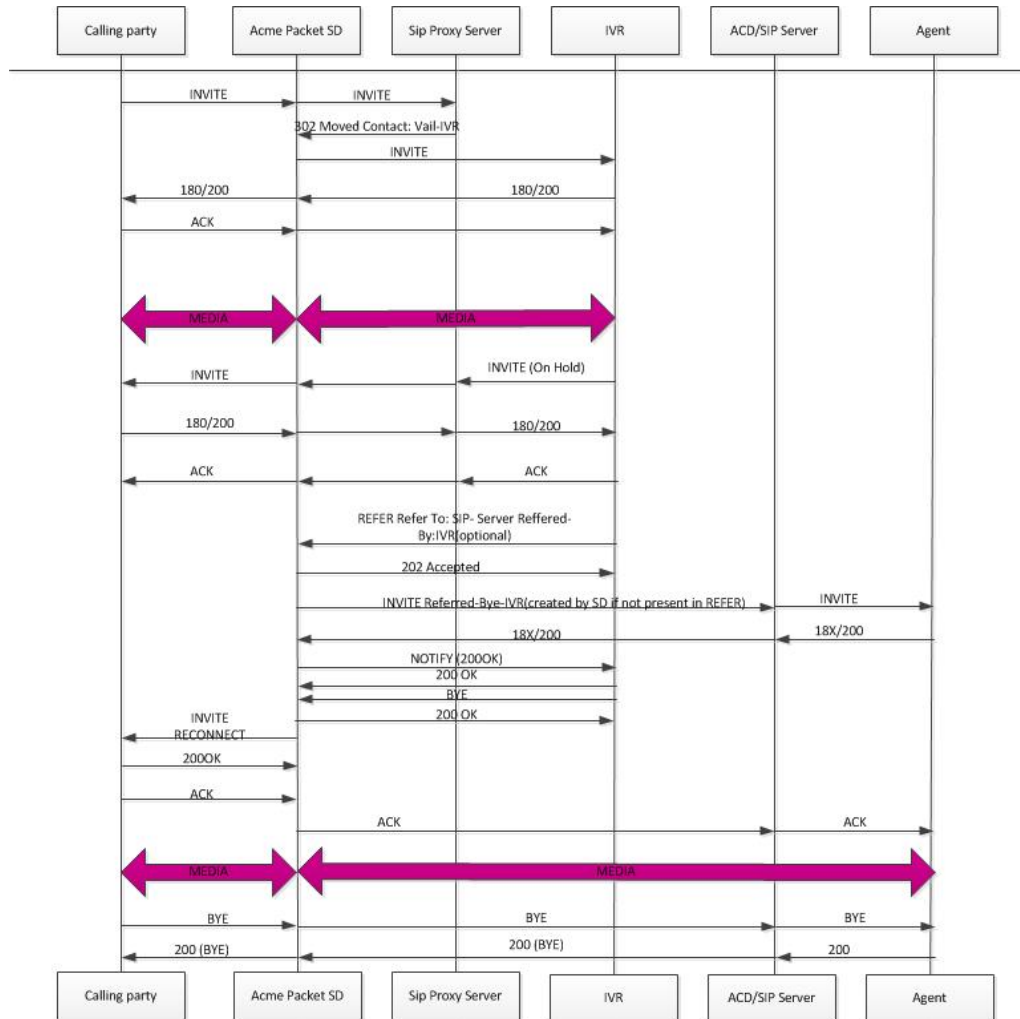 Calling party
Acme Packet SD
Sip Proxy Server
IVR
ACD/SIP Server
Agent
INVITE
INVITE
302 Moved Contact: Vail-IVR
INVITE
180/200
180/200
ACK
MEDIA
MEDIA
INVITE (On Hold)
INVITE
180/200
180/200
ACK
ACK
REFER Refer To: SIP- Server Reffered-
By:IVR(optional)
202 Accepted
INVITE Referred-Bye-IVR(created by SD if not present in REFER)
INVITE
18X/200
18X/200
NOTIFY (200OK)
200 OK
BYE
200 OK
INVITE
RECONNECT
200OK
ACK
ACK
ACK
MEDIA
MEDIA
BYE
BYE
BYE
200 (BYE)
200 (BYE)
200
Calling party
Acme Packet SD
Sip Proxy Server
IVR
ACD/SIP Server
Agent